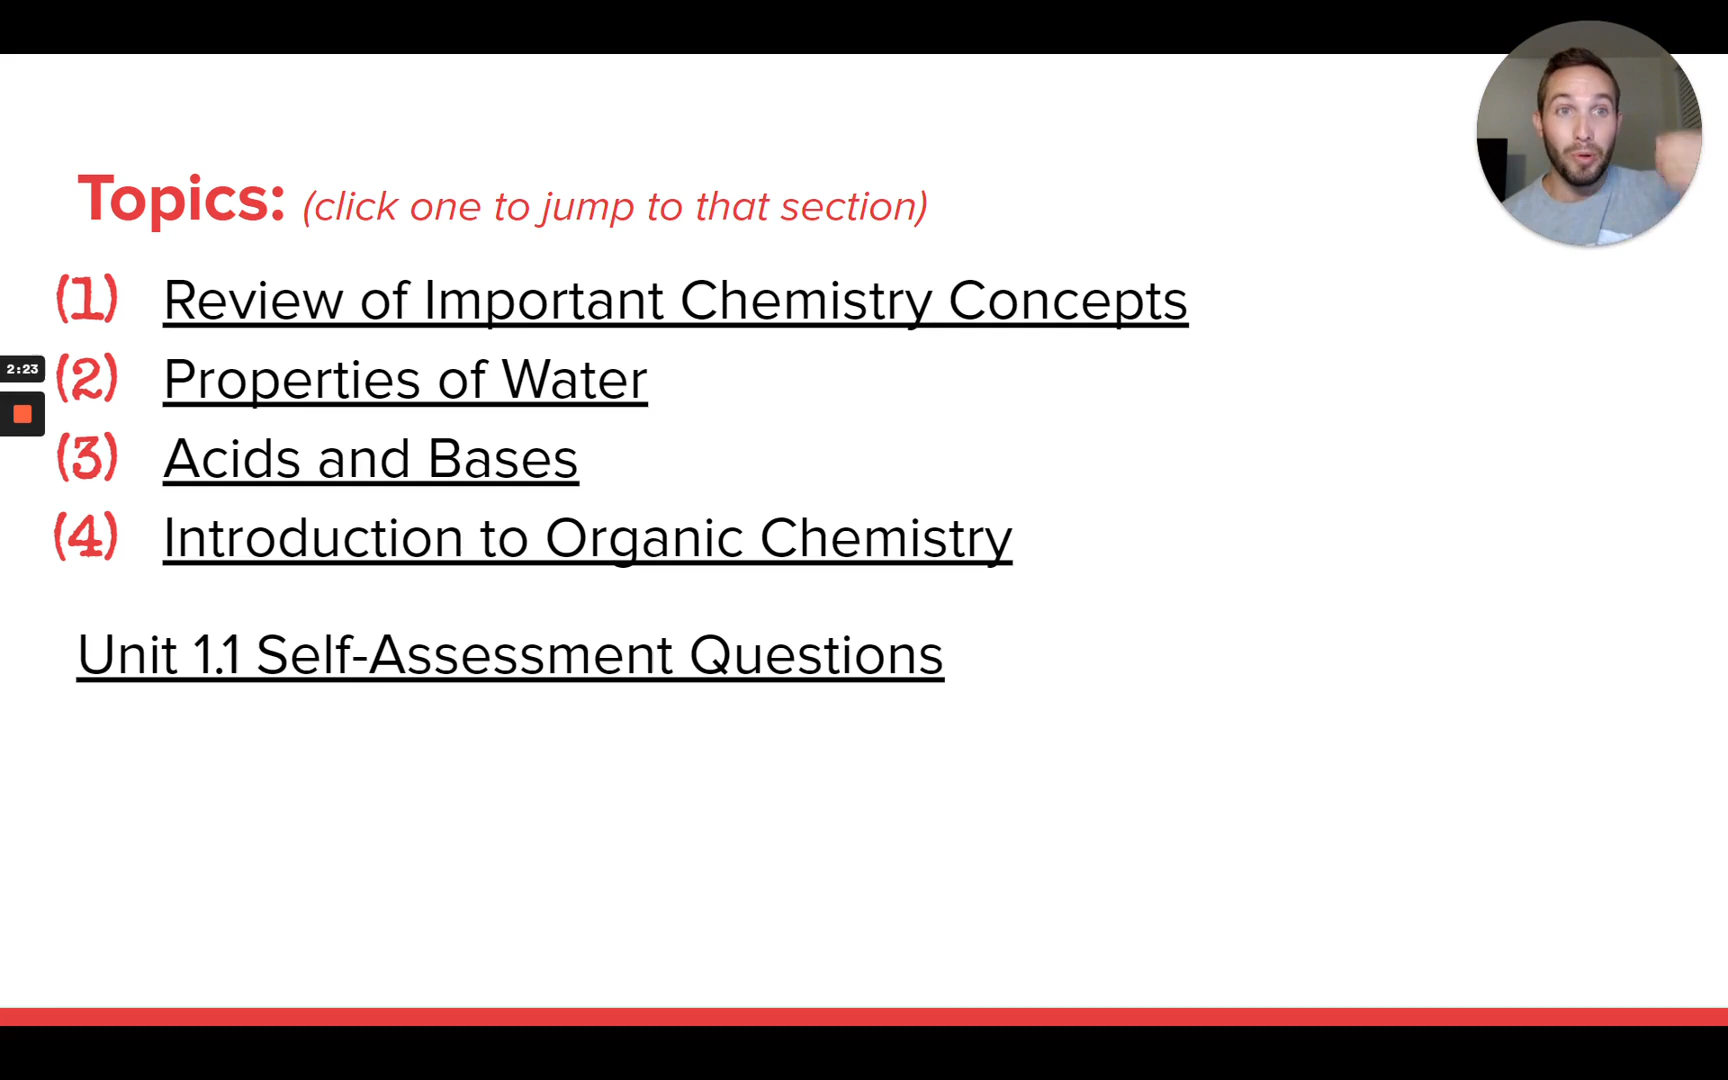 Topics: (click one to jump to that section)
(1) Review of Important Chemistry Concepts
2:23
(2) Properties of Water
(3) Acids and Bases
(4) Introduction to Organic Chemistry
Unit 1.1 Self-Assessment Questions